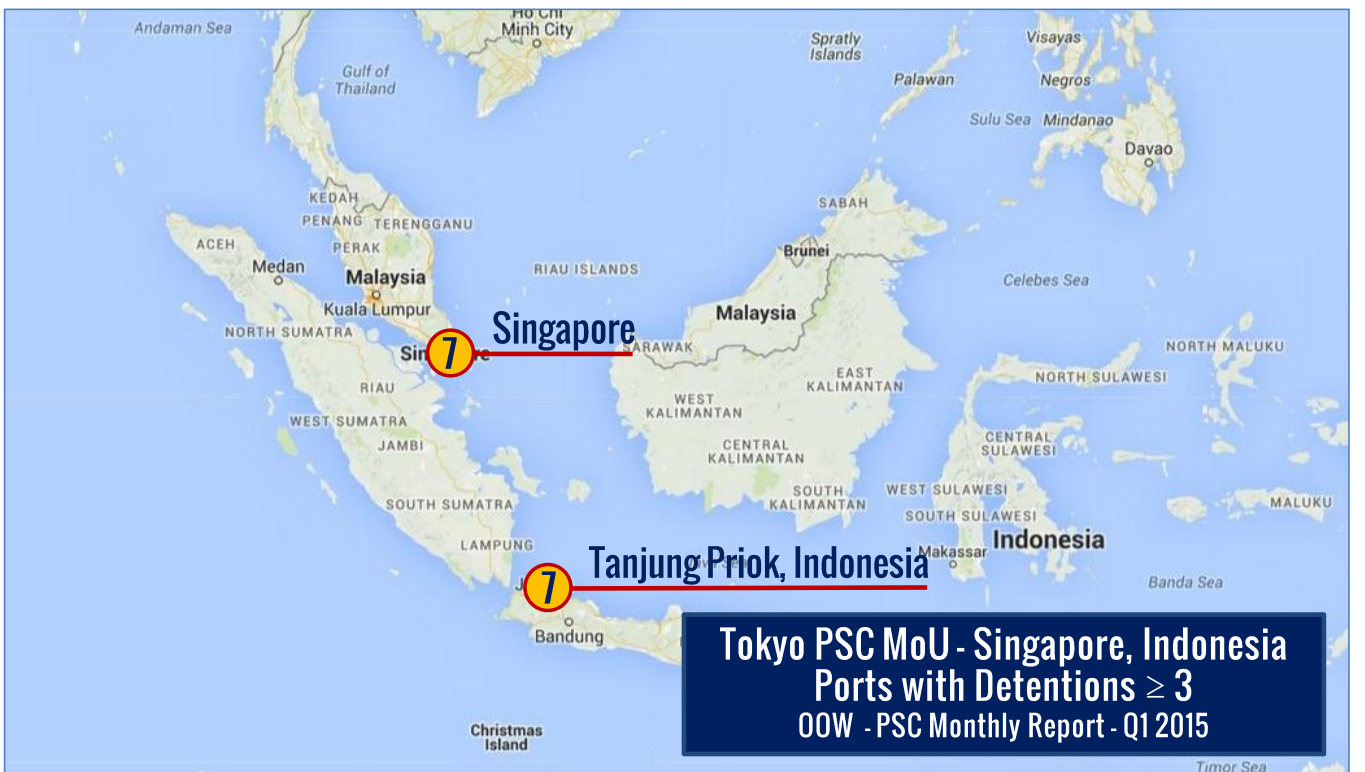 Ho Chi
Minh City
Andaman Sea
Gulf of
Thailand
Spratly
Islands
Visayas
Palawan
Negros
Sulu Sea
Mindanao
Davao
KEDAH
PENANG
TERENGGANU
PERAK
ACEH
Medan
Malaysia
Kuala Lumpur
NORTH SUMATRA
RIAU ISLANDS
SABAH
Brunei
Malaysia
Celebes Sea
7
Singapore
SARAWAK
NORTH MALUKU
RIAU
EAST
KALIMANTAN
NORTH SULAWESI
WEST
KALIMANTAN
WEST SUMATRA
JAMBI
CENTRAL
KALIMANTAN
CENTRAL
SULAWESI
SOUTH SUMATRA
SOUTH
KALIMANTAN
WEST SULAWESI
SOUTH SULAWESI
MALUKU
LAMPUNG
Makassar
Indonesia
7
Tanjung Priok, Indonesia
Banda Sea
Bandung
Tokyo PSC MoU - Singapore, Indonesia
Ports with Detentions ≥ 3
OOW - PSC Monthly Report - Q1 2015
Christmas
Island
Timor Sea